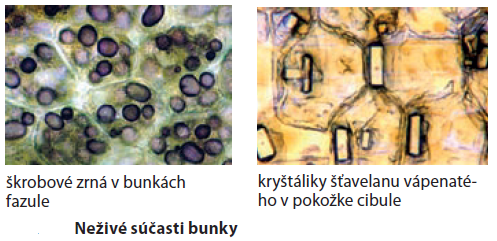 škrobové zrná v bunkách
fazule
kryštáliky šťavelanu vápenaté-
ho v pokožke cibule
Neživé súčasti bunky